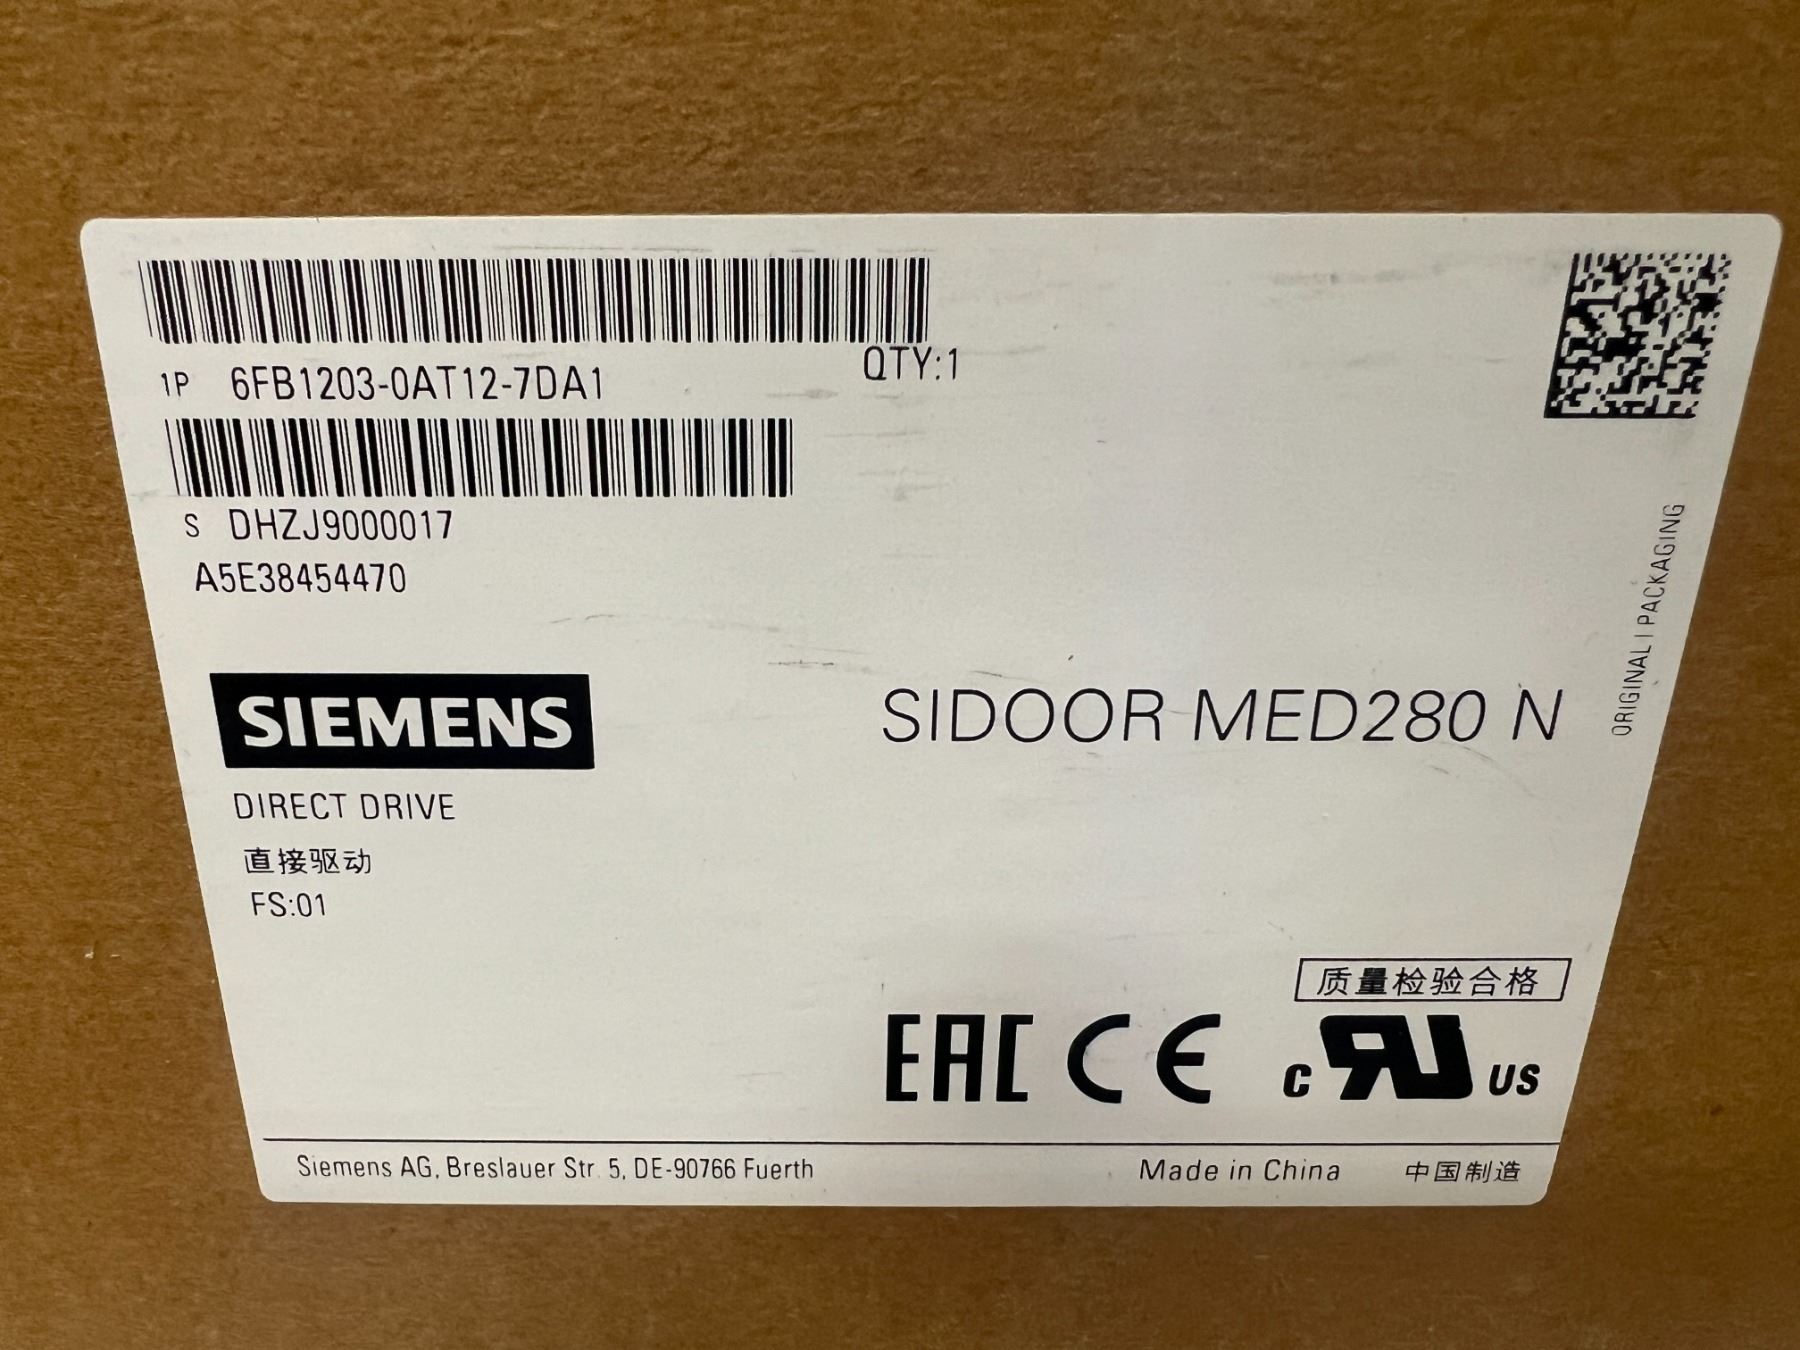 1P 6FB1203-0AT12-7DA1
QTY:1
S DHZJ9000017
A5E38454470
ORIGINAL | PACKAGING
SIEMENS
SIDOOR MED280 N
DIRECT DRIVE
直接驱动
FS:01
质量检验合格
EAC CE c RU US
Siemens AG, Breslauer Str. 5, DE-90766 Fuerth
Made in China 中国制造